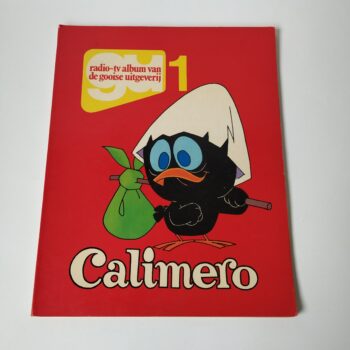 gu
radio-tv album van
de gooise uitgeverij
1
Calimero